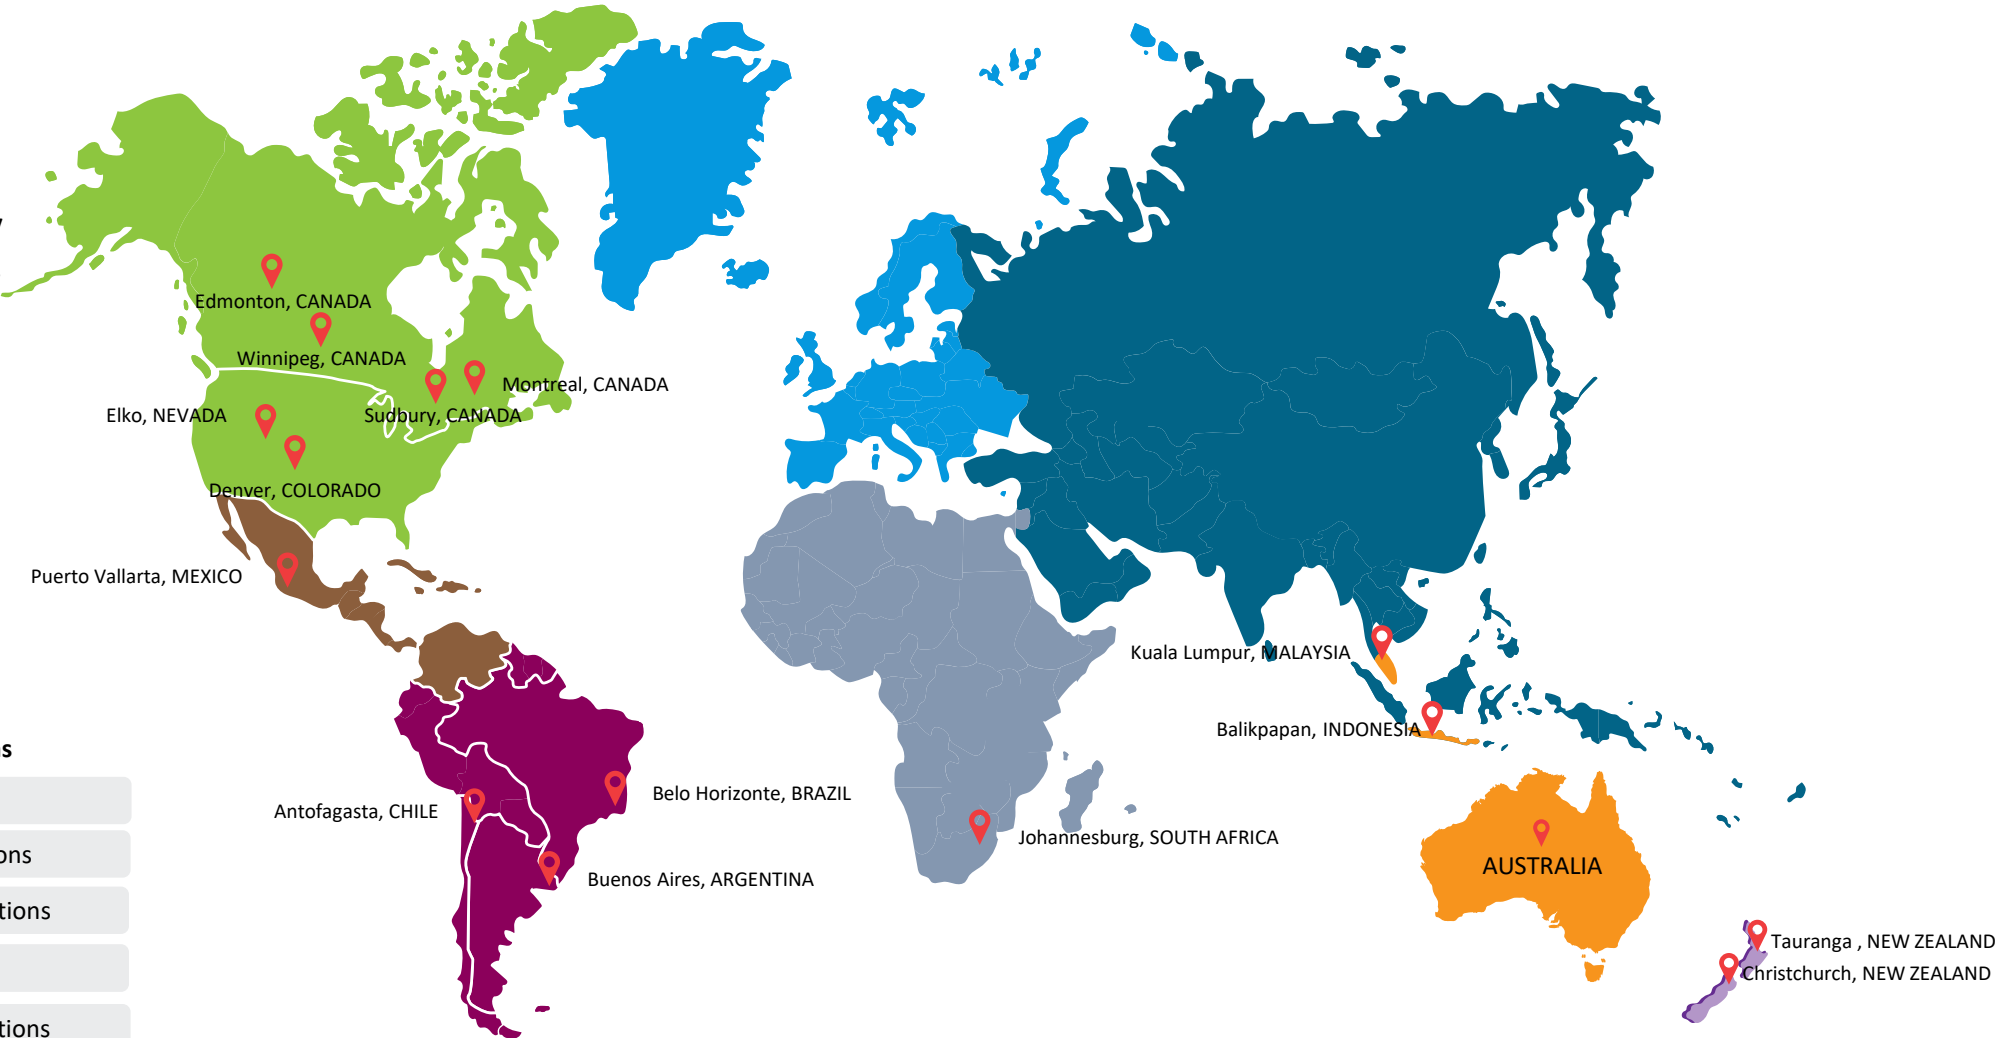 Edmonton, CANADA
Winnipeg, CANADA
Montreal, CANADA
Elko, NEVADA
Sudbury, CANADA
Denver, COLORADO
Puerto Vallarta, MEXICO
Kuala Lumpur, MALAYSIA
Balikpapan, INDONESIA
Belo Horizonte, BRAZIL
Antofagasta, CHILE
Johannesburg, SOUTH AFRICA
AUSTRALIA
Buenos Aires, ARGENTINA
Tauranga , NEW ZEALAND
Christchurch, NEW ZEALAND